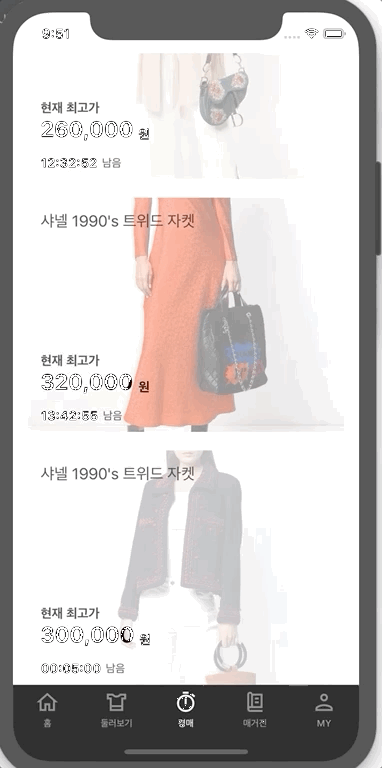 9:51
현재 최고가
260,000 원
12:32:52 남음
샤넬 1990's 트위드 자켓
현재 최고가
320,000 원
13:42:55 남음
샤넬 1990's 트위드 자켓
현재 최고가
300,000 원
00:05:00 남음
홈 둘러보기 경매 매거진 MY